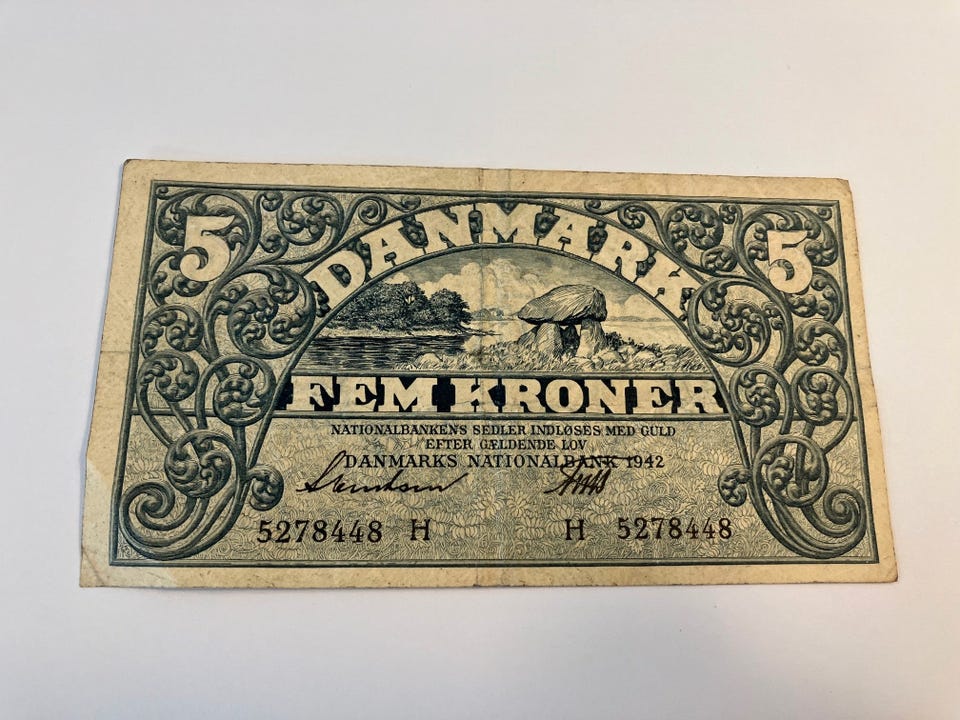 5 DANMARK 5
FEM KRONER
NATIONALBANKENS SEDLER INDLØSES MED GULD
EFTER GÆLDENDE LOV
DANMARKS NATIONALBANK 1942
5278448 H H 5278448